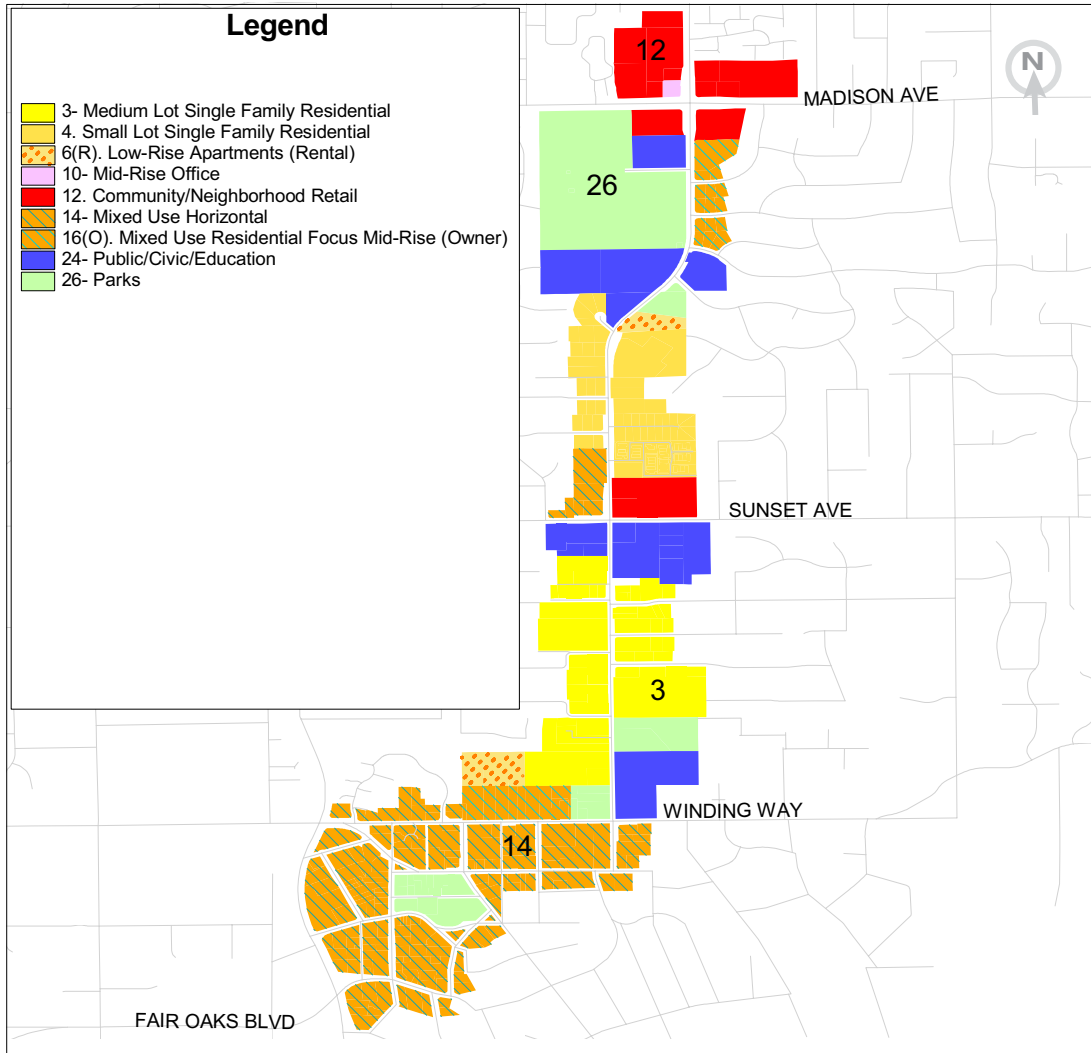 Legend
3- Medium Lot Single Family Residential
4. Small Lot Single Family Residential
6(R). Low-Rise Apartments (Rental)
10- Mid-Rise Office
12. Community/Neighborhood Retail
14- Mixed Use Horizontal
16(O). Mixed Use Residential Focus Mid-Rise (Owner)
24- Public/Civic/Education
26- Parks
12
N
MADISON AVE
26
SUNSET AVE
3
WINDING WAY
14
FAIR OAKS BLVD